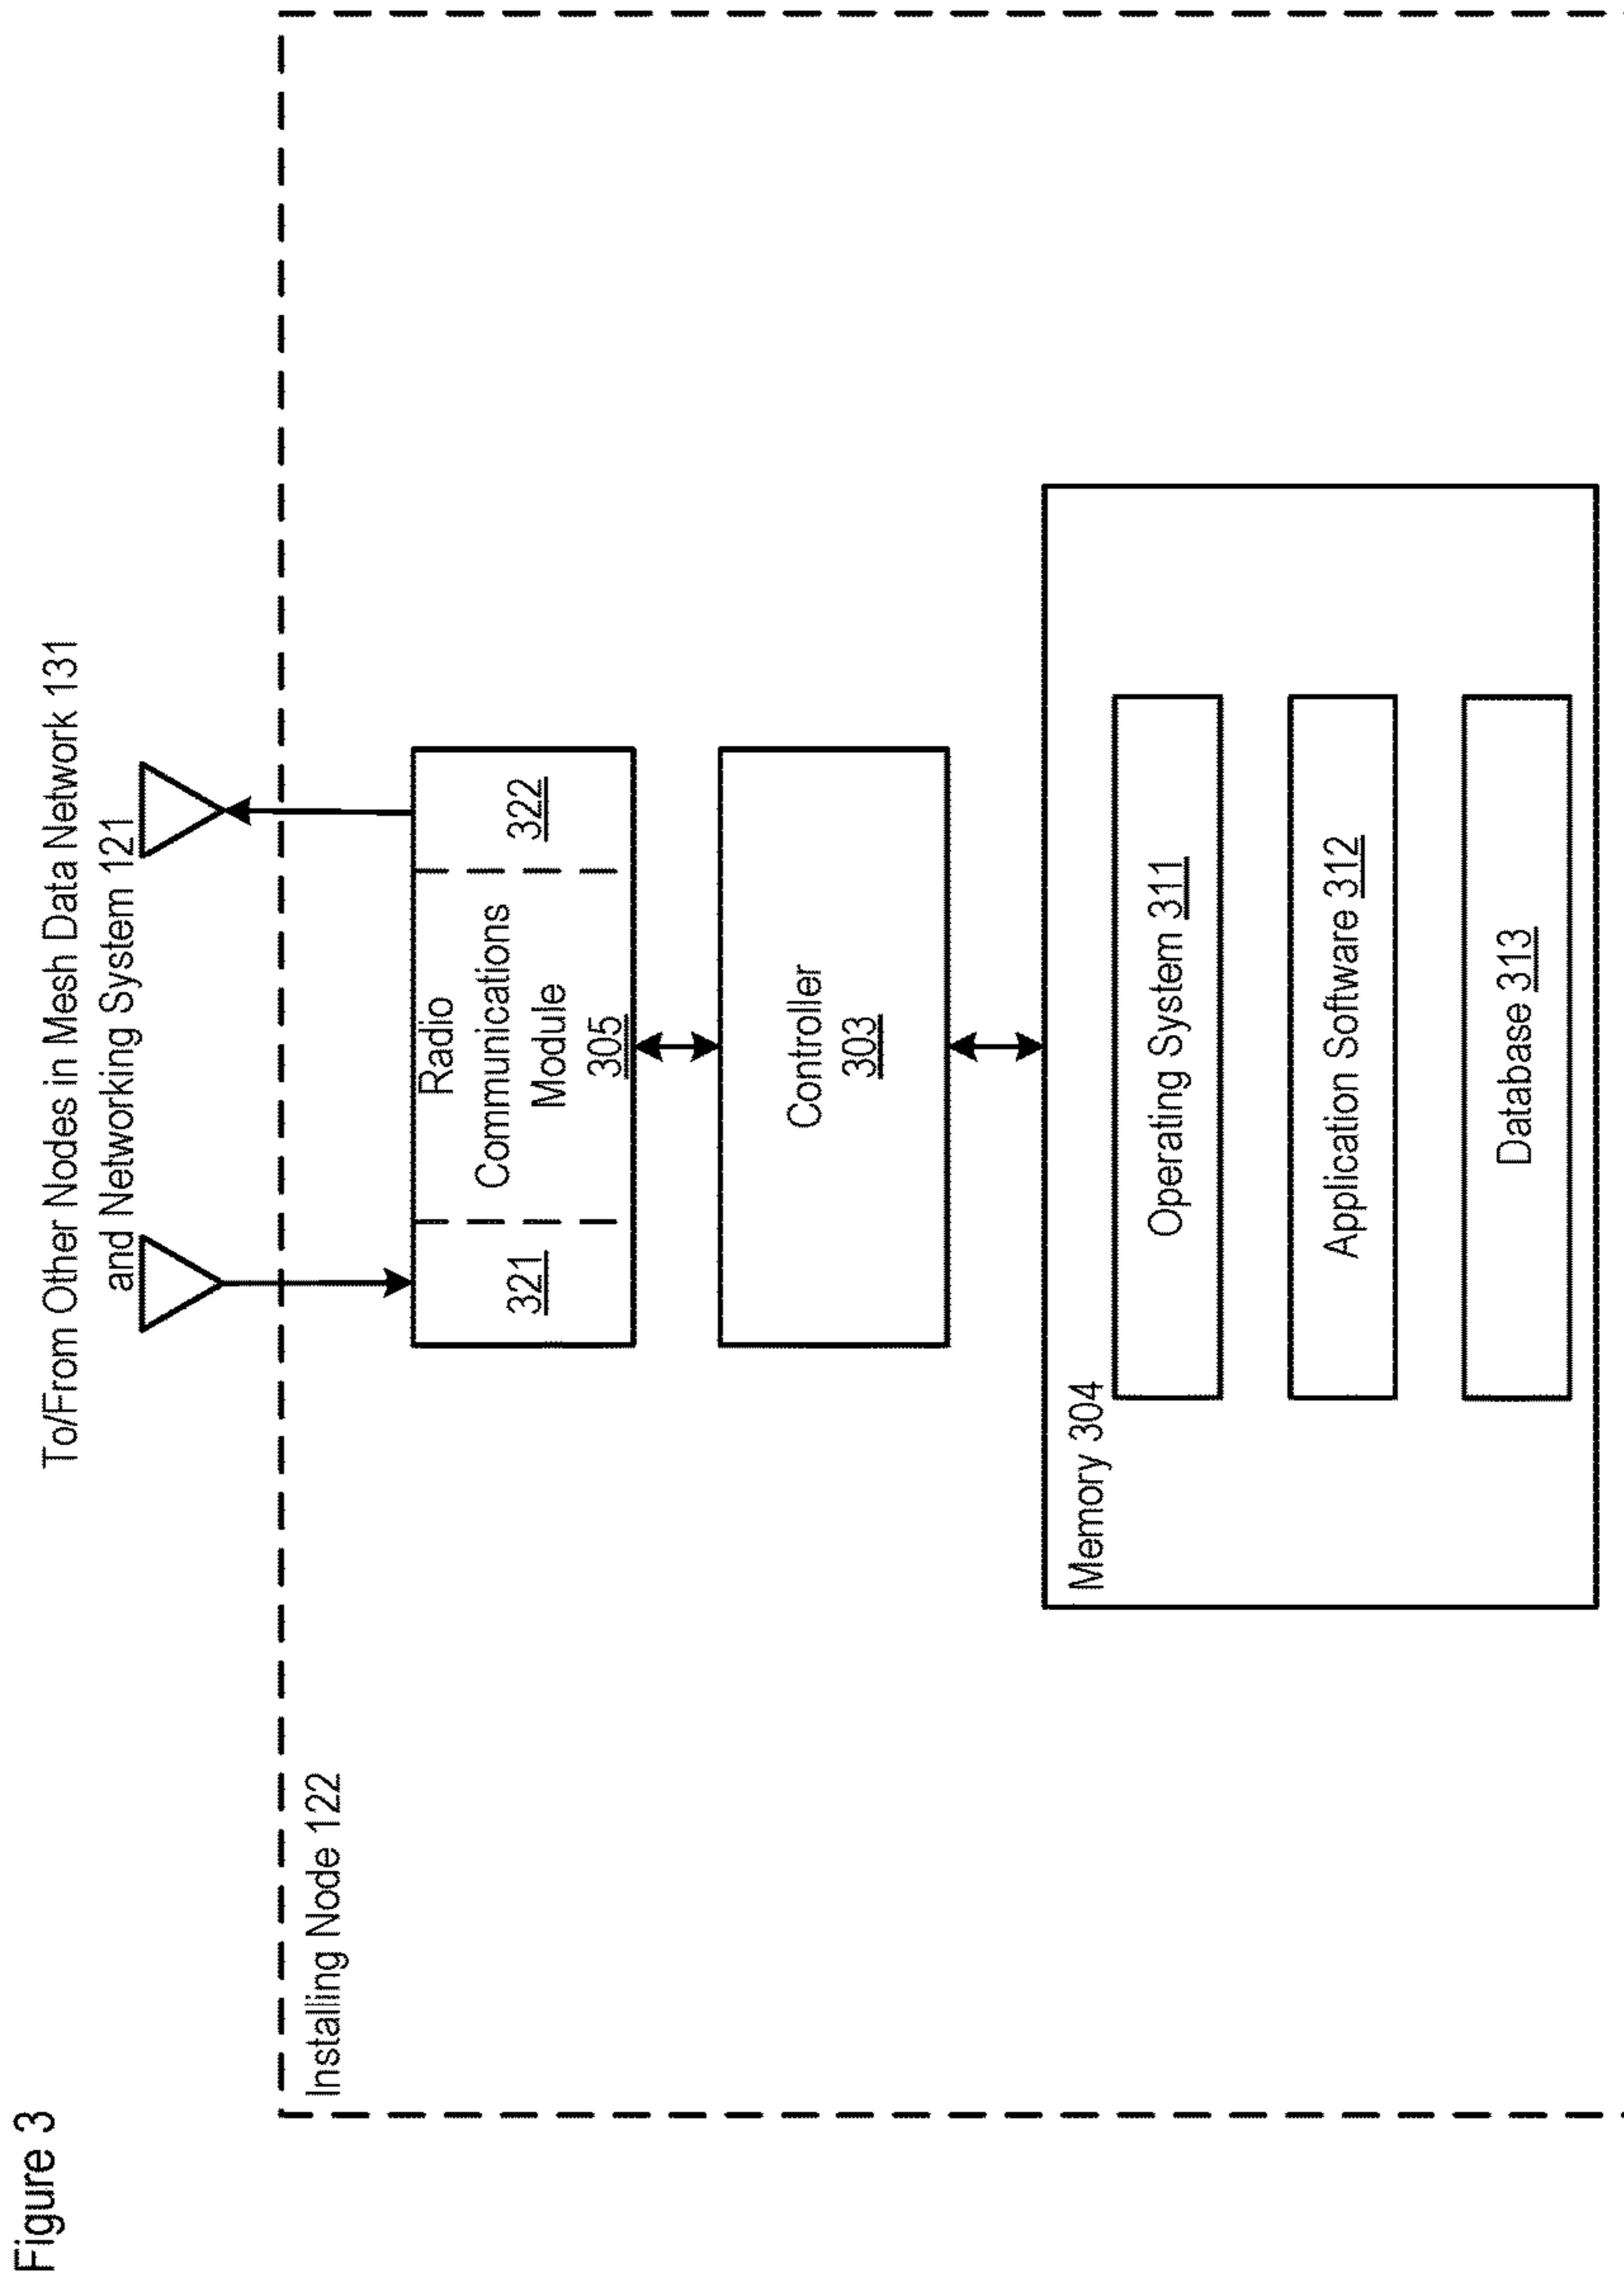 Figure 3
To/From Other Nodes in Mesh Data Network 131
and Networking System 121
Installing Node 122
321
Radio
Communications
Module
305
322
Controller
303
Memory 304
Operating System 311
Application Software 312
Database 313